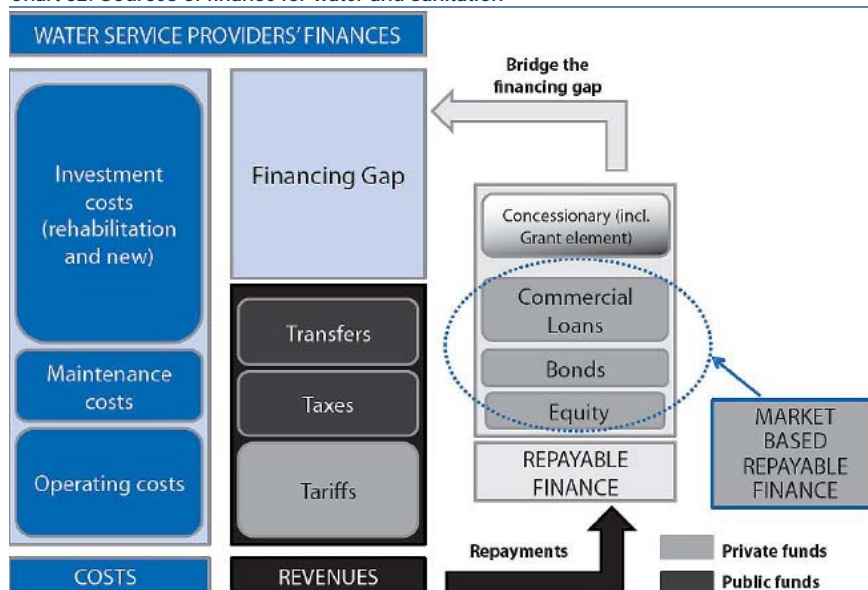 WATER SERVICE PROVIDERS' FINANCES
Investment
costs
(rehabilitation
and new)
Maintenance
costs
Operating costs
COSTS
Financing Gap
Transfers
Taxes
Tariffs
REVENUES
Bridge the
financing gap
Concessionary (incl.
Grant element)
Commercial
Loans
Bonds
Equity
REPAYABLE
FINANCE
Repayments
MARKET
BASED
REPAYABLE
FINANCE
Private funds
Public funds